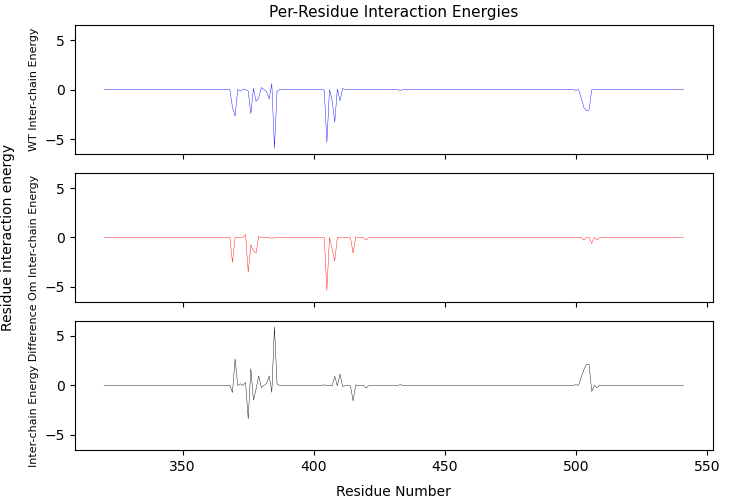 Per-Residue Interaction Energies
Residue interaction energy
WT Inter-chain Energy
5
0
−5
Om Inter-chain Energy
5
0
−5
Inter-chain Energy Difference
5
0
−5
350
400
450
500
550
Residue Number